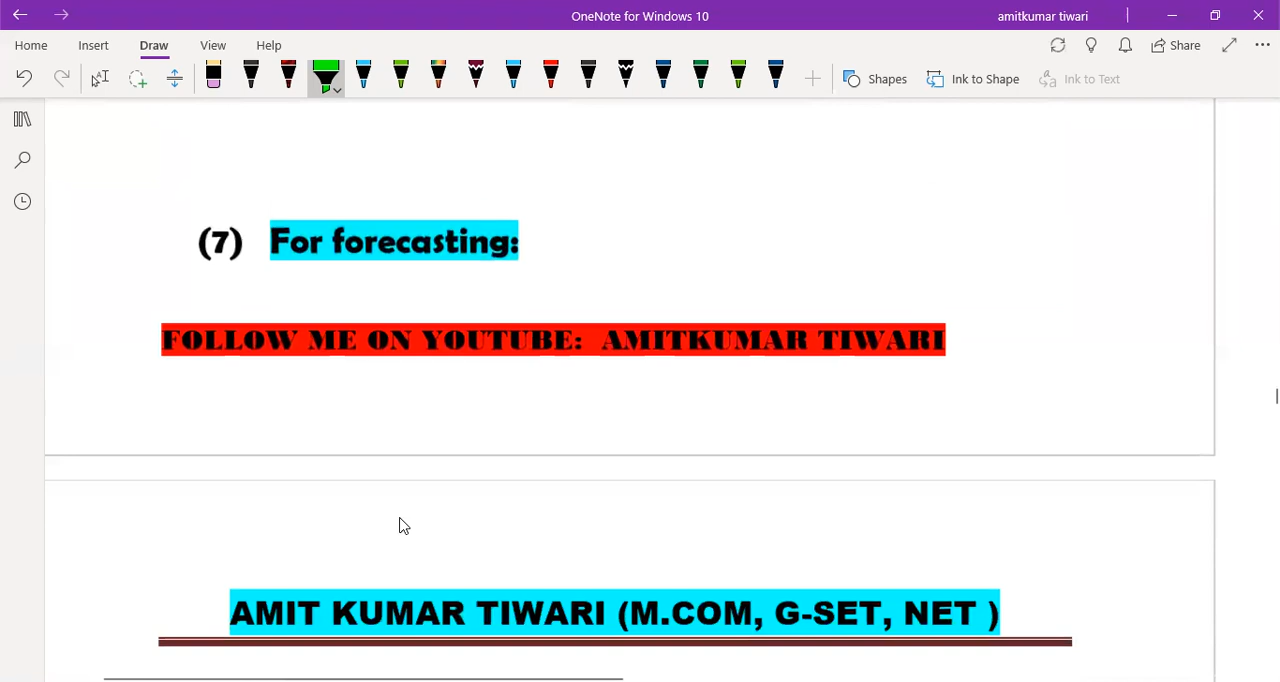 OneNote for Windows 10
amitkumar tiwari
Home Insert Draw View Help
Share
Shapes Ink to Shape Ink to Text
(7) For forecasting:
FOLLOW ME ON YOUTUBE: AMITKUMAR TIWARI
AMIT KUMAR TIWARI (M.COM, G-SET, NET )